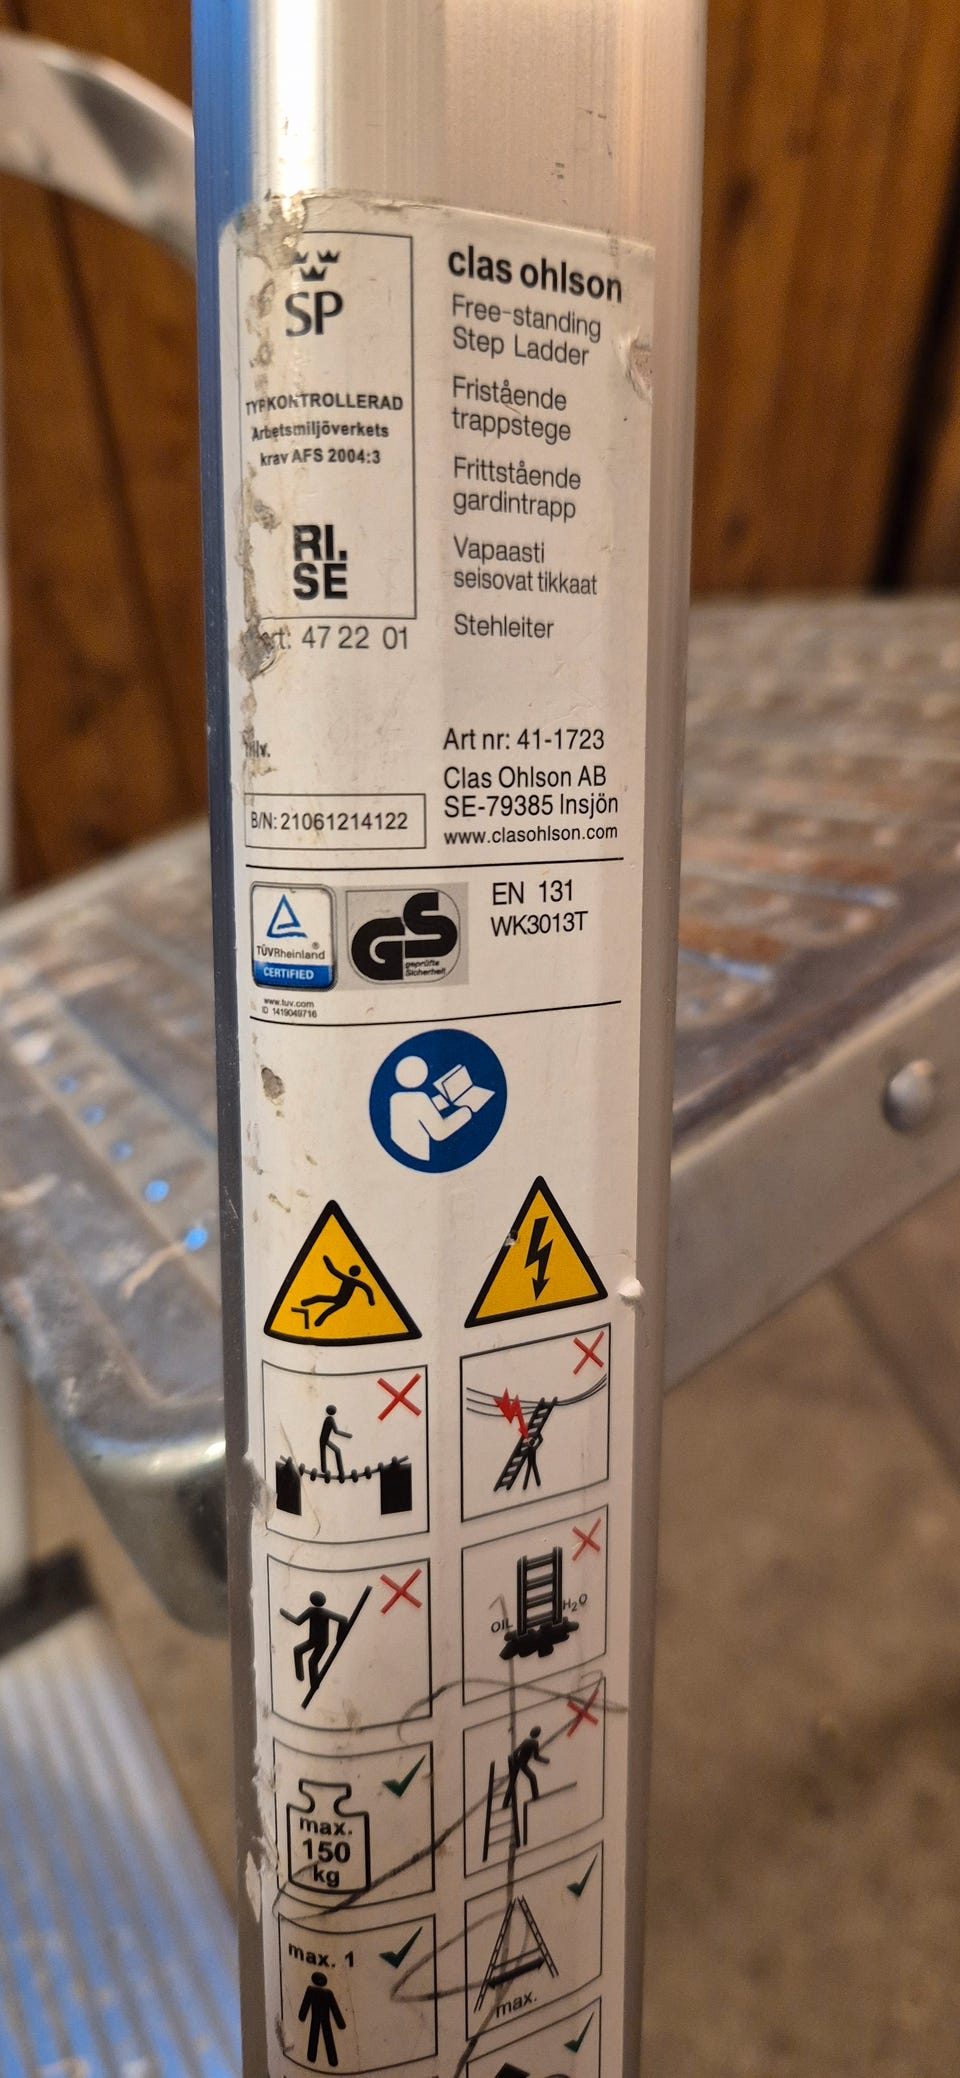 SP
TYPKONTROLLERAD
Arbetsmiljöverkets
krav AFS 2004:3
RI.
SE
47 22 01
B/N:21061214122
clas ohlson
Free-standing
Step Ladder
Fristående
trappstege
Frittstående
gardintrapp
Vapaasti
seisovat tikkaat
Stehleiter
Art nr: 41-1723
Clas Ohlson AB
SE-79385 Insjön
www.clasohlson.com
TÜVRheinland®
CERTIFIED
www.tuv.com
ID 1419049716
GS
geprüfte
Sicherheit
EN 131
WK3013T
OIL
H2O
max.
150
kg
max. 1
max.